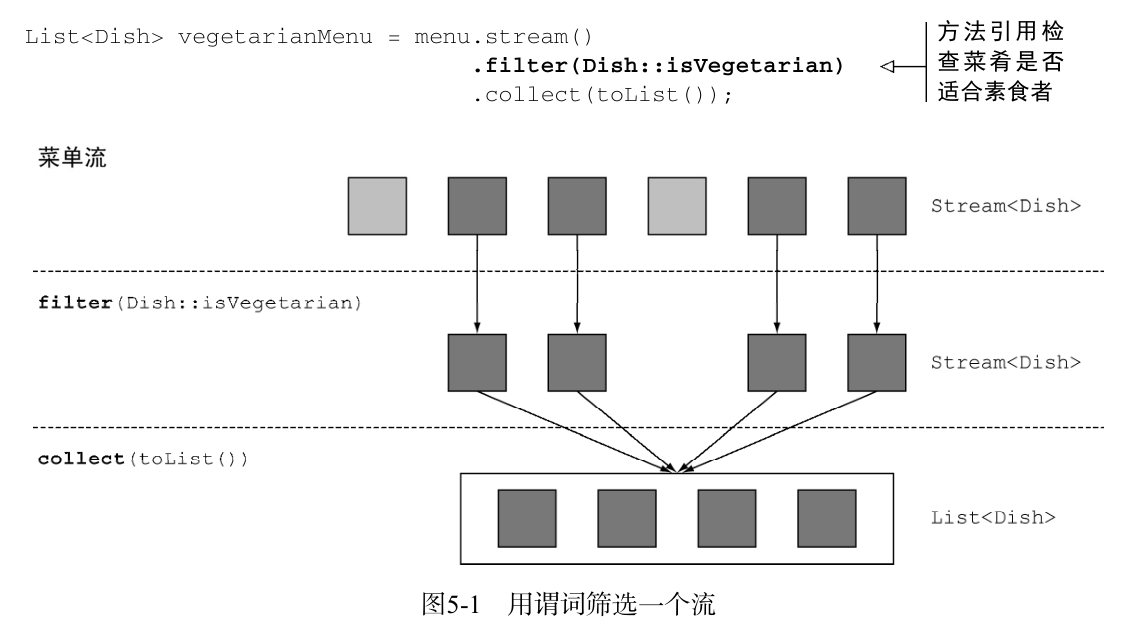 List<Dish> vegetarianMenu = menu.stream()
.filter(Dish::isVegetarian)
.collect(toList());
方法引用检
查菜肴是否
适合素食者
菜单流
Stream<Dish>
filter(Dish::isVegetarian)
Stream<Dish>
collect(toList())
List<Dish>
图5-1 用谓词筛选一个流